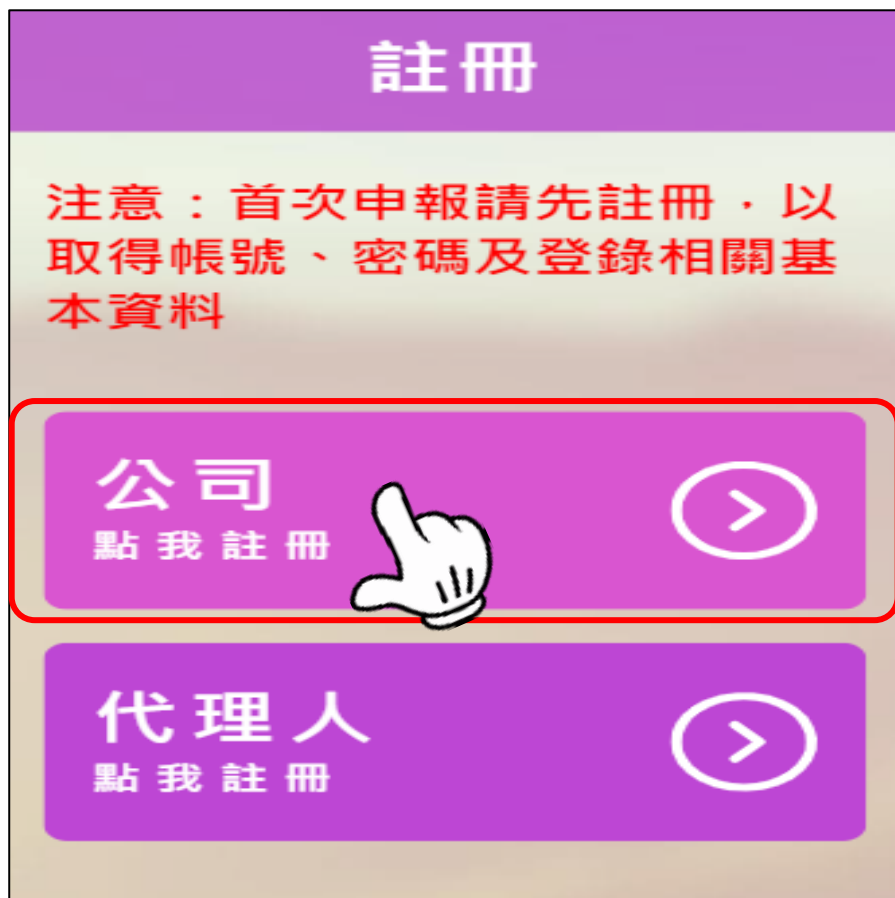 註冊
注意：首次申報請先註冊，以
取得帳號、密碼及登錄相關基
本資料
公司
點我註冊
代理人
點我註冊